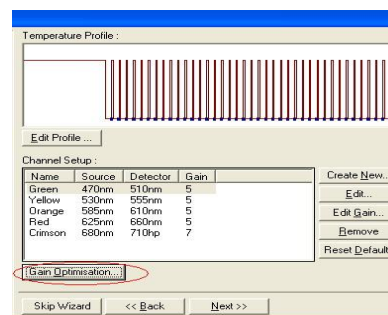 Temperature Profile :
Edit Profile ...
Channel Setup :
Name Source Detector Gain
Green 470nm 510nm 5
Yellow 530nm 555nm 5
Orange 585nm 610nm 5
Red 625nm 660nm 5
Crimson 680nm 710hp 7
Create New..
Edit...
Edit Gain...
Remove
Reset Default
Gain Optimisation...
Skip Wizard << Back Next >>